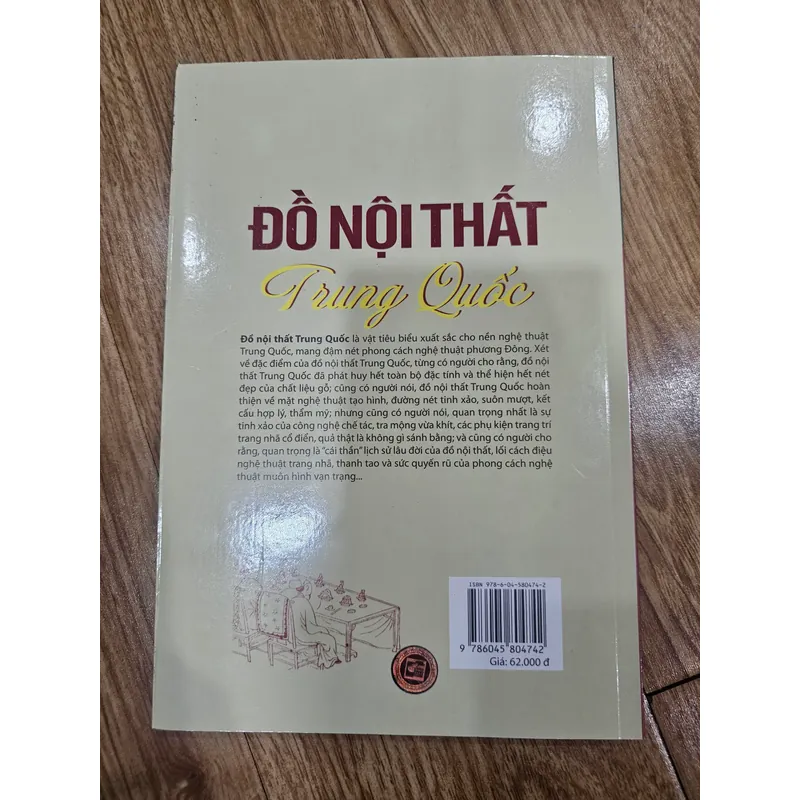 ĐỒ NỘI THẤT
Trung Quốc
Đồ nội thất Trung Quốc là vật tiêu biểu xuất sắc cho nền nghệ thuật
Trung Quốc, mang đậm nét phong cách nghệ thuật phương Đông. Xét
về đặc điểm của đồ nội thất Trung Quốc, từng có người cho rằng, đồ nội
thất Trung Quốc đã phát huy hết toàn bộ đặc tính và thể hiện hết nét
đẹp của chất liệu gỗ; cũng có người nói, đồ nội thất Trung Quốc hoàn
thiện về mặt nghệ thuật tạo hình, đường nét tinh xảo, suôn mượt, kết
cấu hợp lý, thẩm mỹ; nhưng cũng có người nói, quan trọng nhất là sự
tinh xảo của công nghệ chế tác, tra mộng vừa khít, các phụ kiện trang trí
trang nhã cổ điển, quả thật là không gì sánh bằng; và cũng có người cho
rằng, quan trọng là "cái thần" lịch sử lâu đời của đồ nội thất, lối cách điệu
nghệ thuật trang nhã, thanh tao và sức quyến rũ của phong cách nghệ
thuật muôn hình vạn trạng...
ISBN 978-6-04-580474-2
9 786045 804742
Giá: 62.000 đ